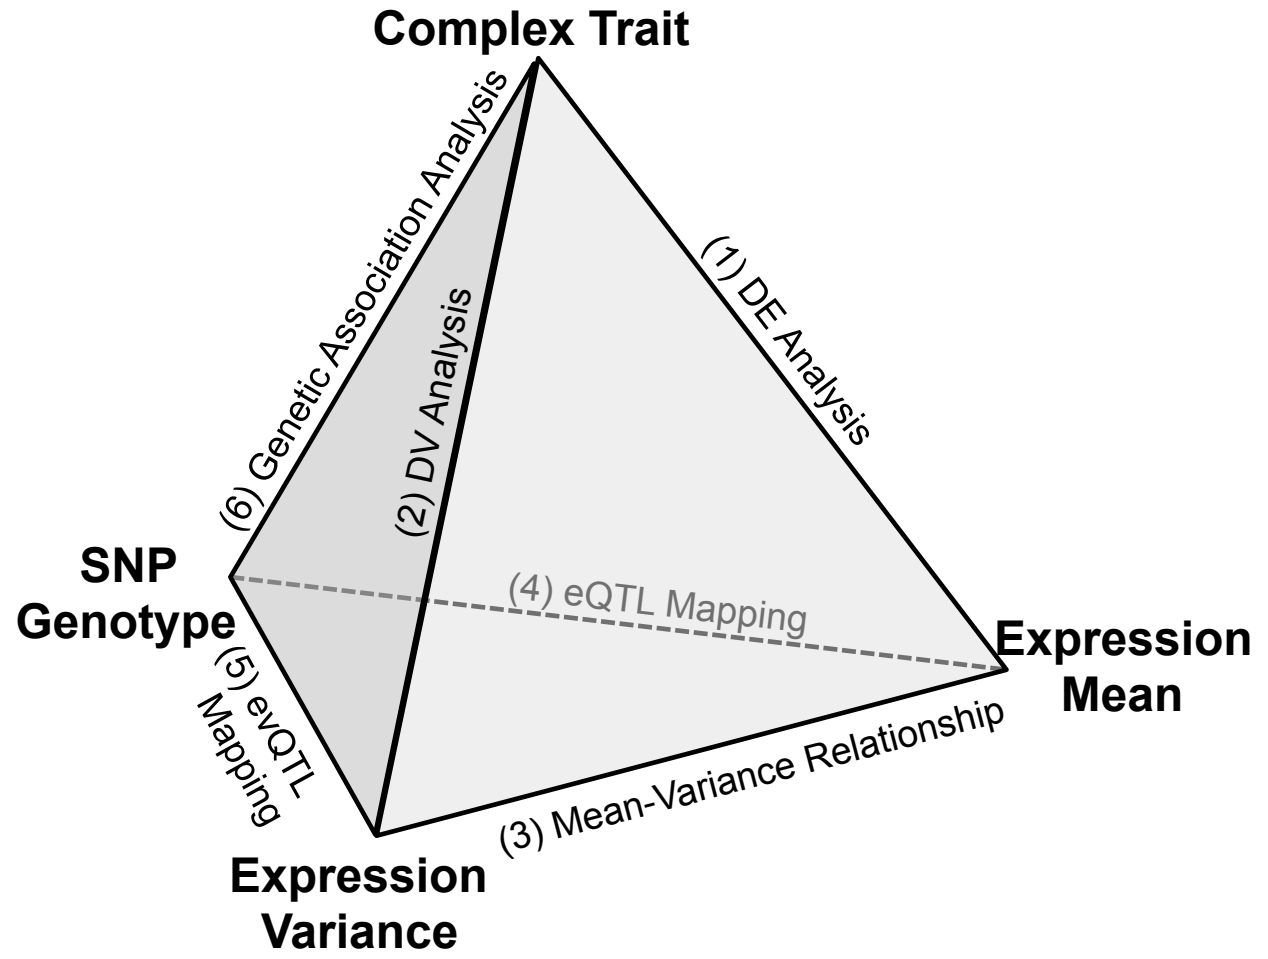 Complex Trait
(6) Genetic Association Analysis
(1) DE Analysis
(2) DV Analysis
SNP
Genotype
(4) eQTL Mapping
Expression
Mean
(5) evQTL
Mapping
(3) Mean-Variance Relationship
Expression
Variance